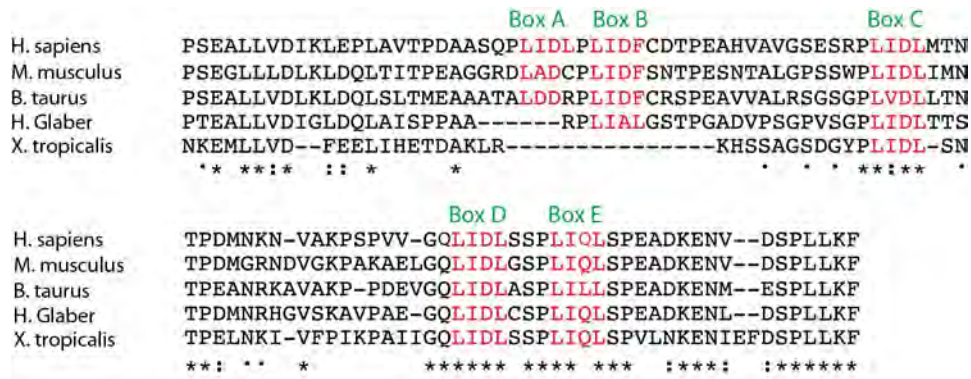 Box A Box B Box C
H. sapiens PSEALLVDIKLEPLAVTPDAASQPLIDLPLIDFCDTPEAHVAVGSESRPLIDLMTN
M. musculus PSEGLLLDLKLDQLTITPEAGGRDLADCPLIDFSNTPESNTALGPSSWPLIDLIMN
B. taurus PSEALLVDLKLDQLSLTMEAAATALDDRPLIDFCRSPEAVVALRSGSGPLVDLLTN
H. Glaber PTEALLVDIGLDQLAISPPAA------RPLIALGSTPGADVPSGPVSGPLIDLTTS
X. tropicalis NKEMLLVD--FEELIHETDAKLR--------------KHSSAGSDGYPLIDL-SN
.* **:* :: * * . . . **:** .
Box D Box E
H. sapiens TPDMNKN-VAKPSPVV-GQLIDLSSPLIQLSPEADKENV--DSPLLKF
M. musculus TPDMGRNDVGKPAKAELGQLIDLGSPLIQLSPEADKENV--DSPLLKF
B. taurus TPEANRKAVAKP-PDEVGQLIDLASPLILLSPEADKENM--ESPLLKF
H. Glaber TPDMNRHGVSKAVPAE-GQLIDLCSPLIQLSPEADKENL--DSPLLKF
X. tropicalis TPELNKI-VFPIKPAIIGQLIDLSSPLIQLSPVLNKENIEFDSPLLKF
**: .. * ****** **** *** :***: :******